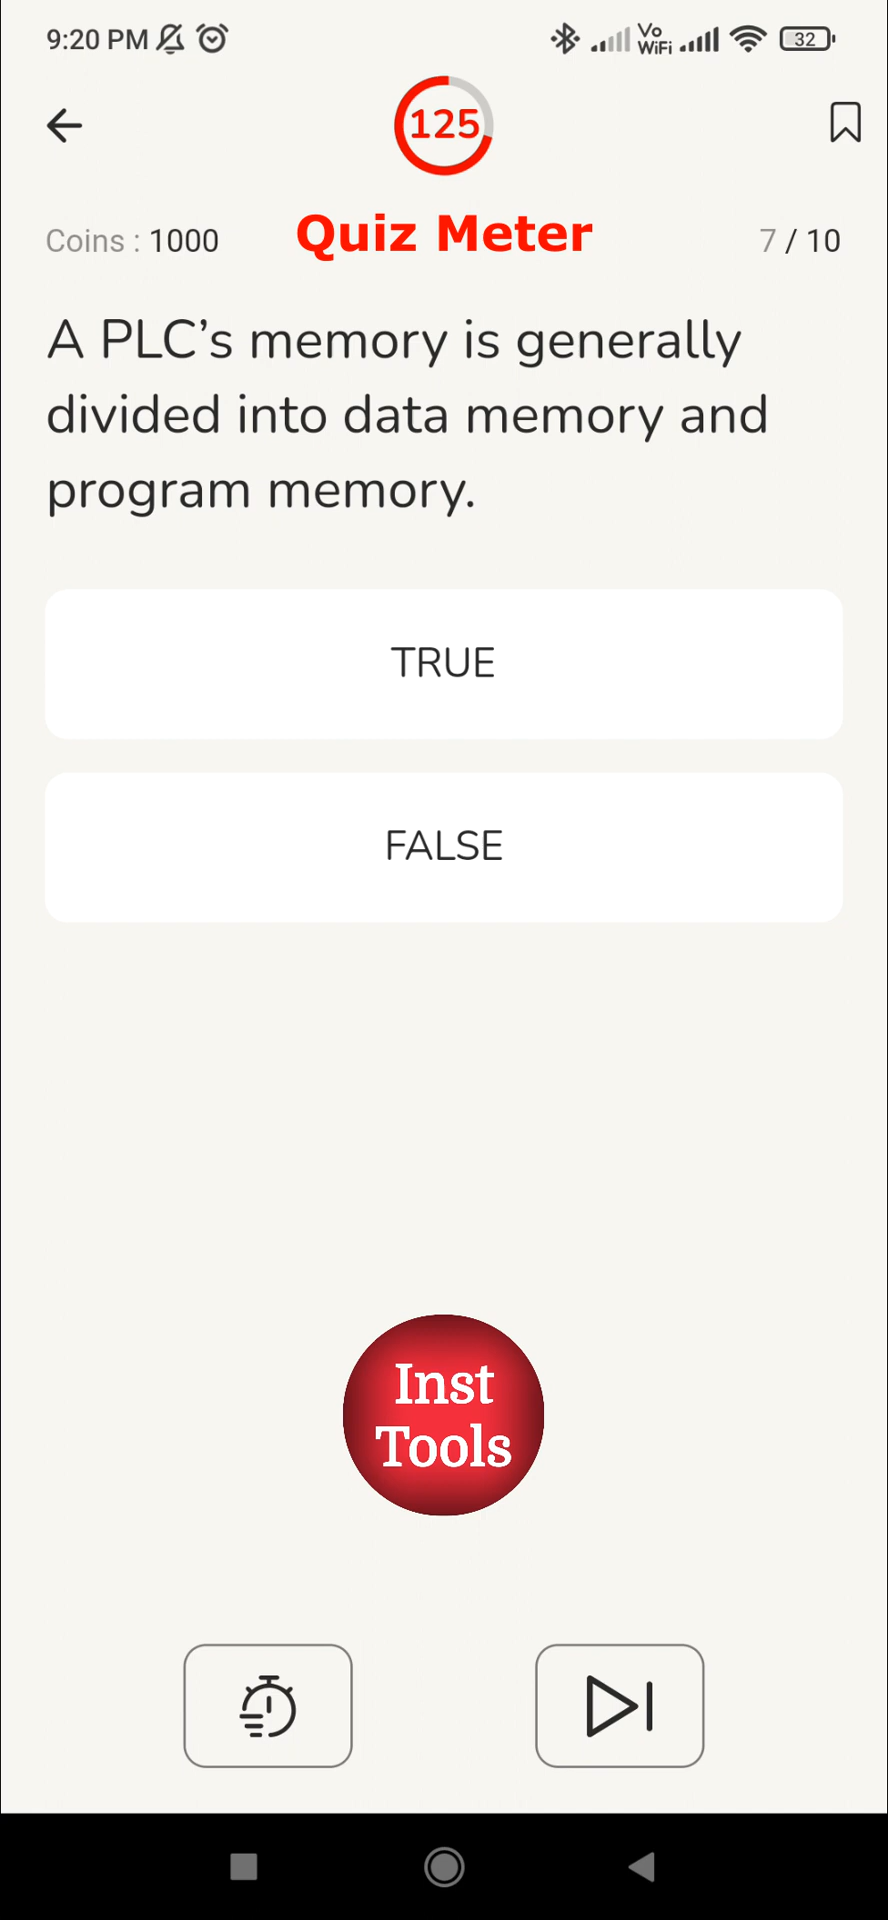 9:20 PM
Vo
WiFi
32
125
Coins : 1000
Quiz Meter
7 / 10
A PLC’s memory is generally
divided into data memory and
program memory.
TRUE
FALSE
Inst
Tools